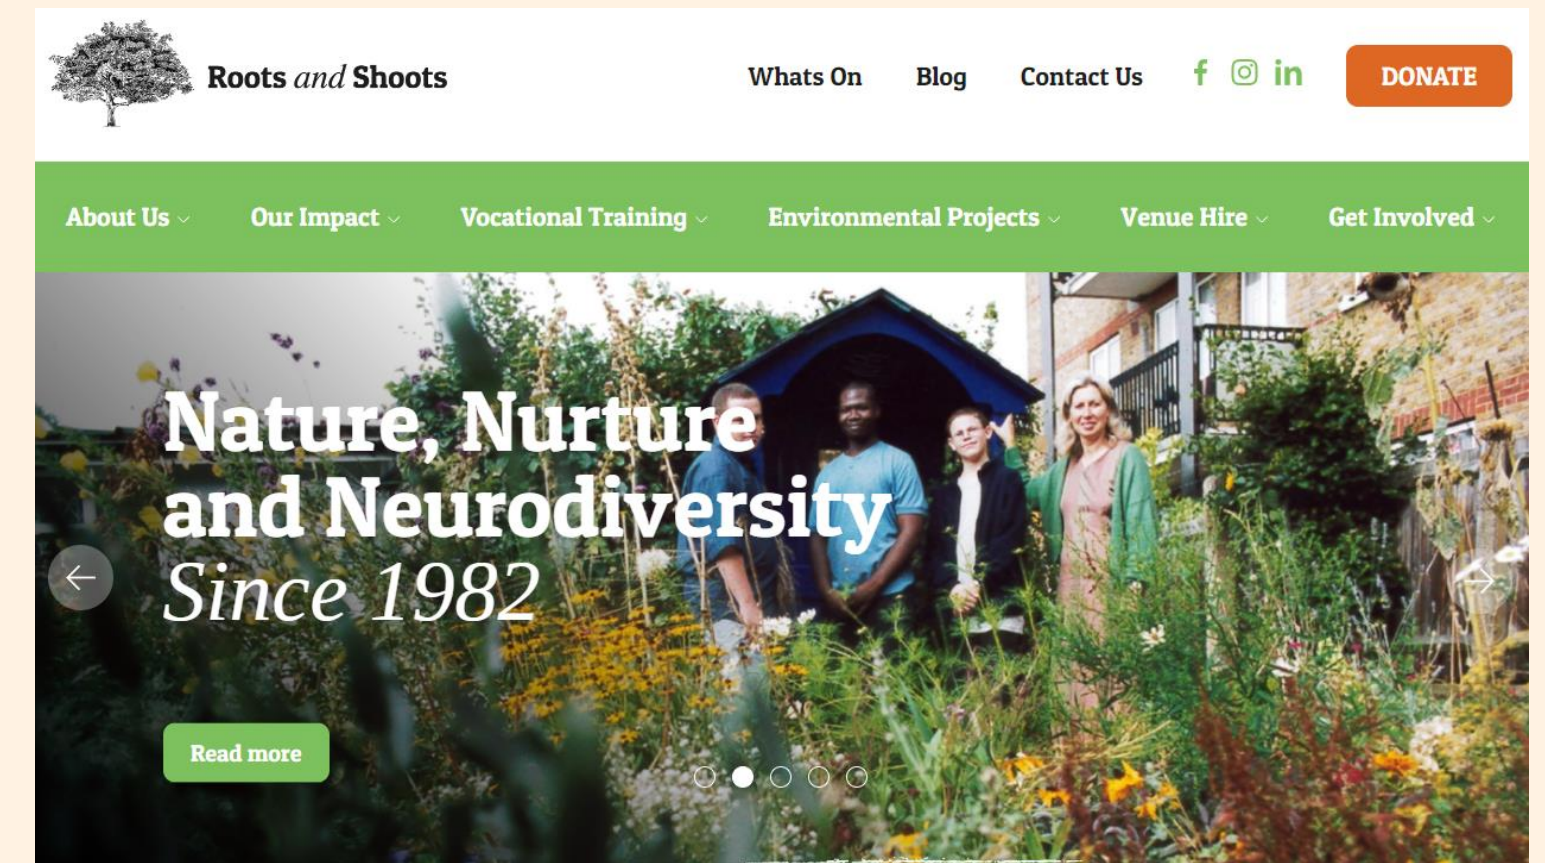 Roots and Shoots
Whats On Blog Contact Us DONATE
About Us Our Impact Vocational Training Environmental Projects Venue Hire Get Involved
Nature, Nurture
and Neurodiversity
Since 1982
Read more